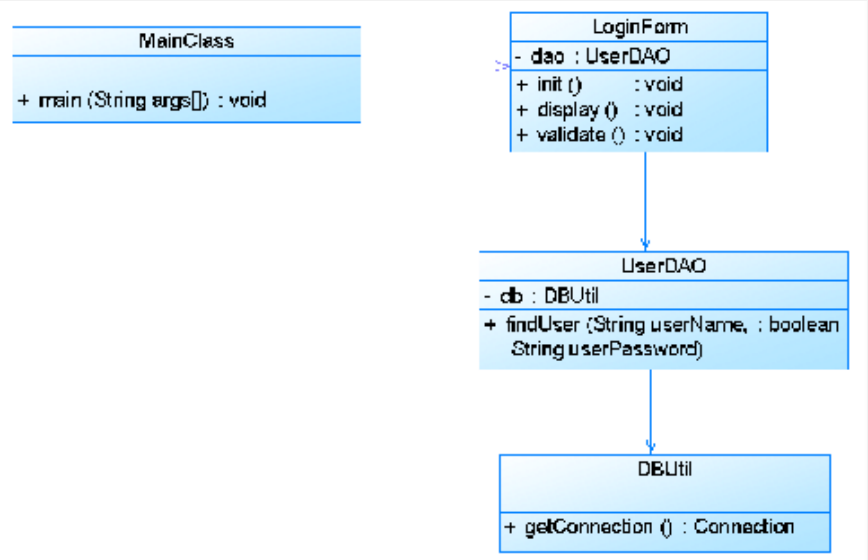 MainClass
+ main (String args[]) : void
LoginForm
- dao : UserDAO
+ init () : void
+ display () : void
+ validate () : void
UserDAO
- db : DBUtil
+ findUser (String userName, : boolean
String userPassword)
DBUtil
+ getConnection () : Connection